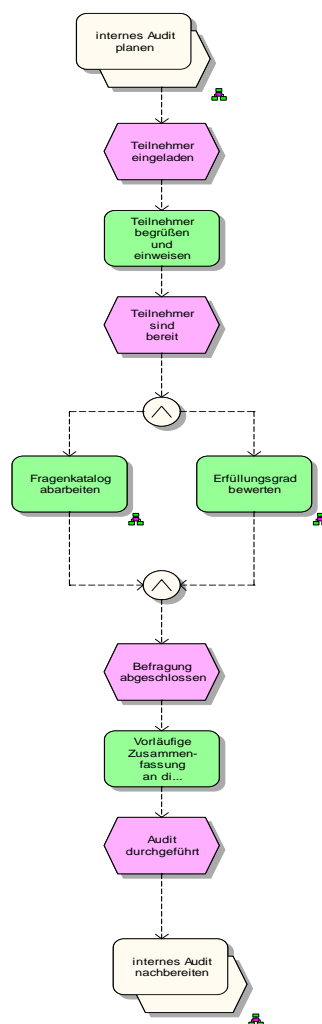 internes Audit
planen
Teilnehmer
eingeladen
Teilnehmer
begrüßen
und
einweisen
Teilnehmer
sind
bereit
Fragenkatalog
abarbeiten
Erfüllungsgrad
bewerten
Befragung
abgeschlossen
Vorläufige
Zusammen-
fassung
an di...
Audit
durchgeführt
internes Audit
nachbereiten